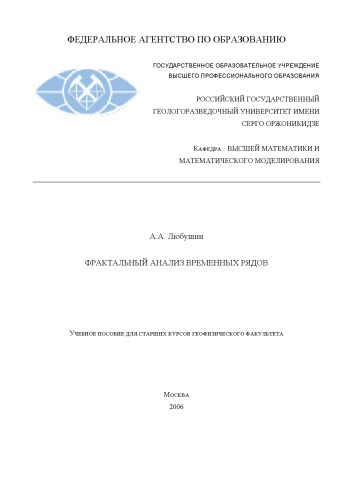 ФЕДЕРАЛЬНОЕ АГЕНТСТВО ПО ОБРАЗОВАНИЮ
ГОСУДАРСТВЕННОЕ ОБРАЗОВАТЕЛЬНОЕ УЧРЕЖДЕНИЕ
ВЫСШЕГО ПРОФЕССИОНАЛЬНОГО ОБРАЗОВАНИЯ
РОССИЙСКИЙ ГОСУДАРСТВЕННЫЙ
ГЕОЛОГОРАЗВЕДОЧНЫЙ УНИВЕРСИТЕТ ИМЕНИ
СЕРГО ОРЖОНИКИДЗЕ
КАФЕДРА ВЫСШЕЙ МАТЕМАТИКИ И
МАТЕМАТИЧЕСКОГО МОДЕЛИРОВАНИЯ
А.А. Любушин
ФРАКТАЛЬНЫЙ АНАЛИЗ ВРЕМЕННЫХ РЯДОВ
УЧЕБНОЕ ПОСОБИЕ ДЛЯ СТАРШИХ КУРСОВ ГЕОФИЗИЧЕСКОГО ФАКУЛЬТЕТА
МОСКВА
2006